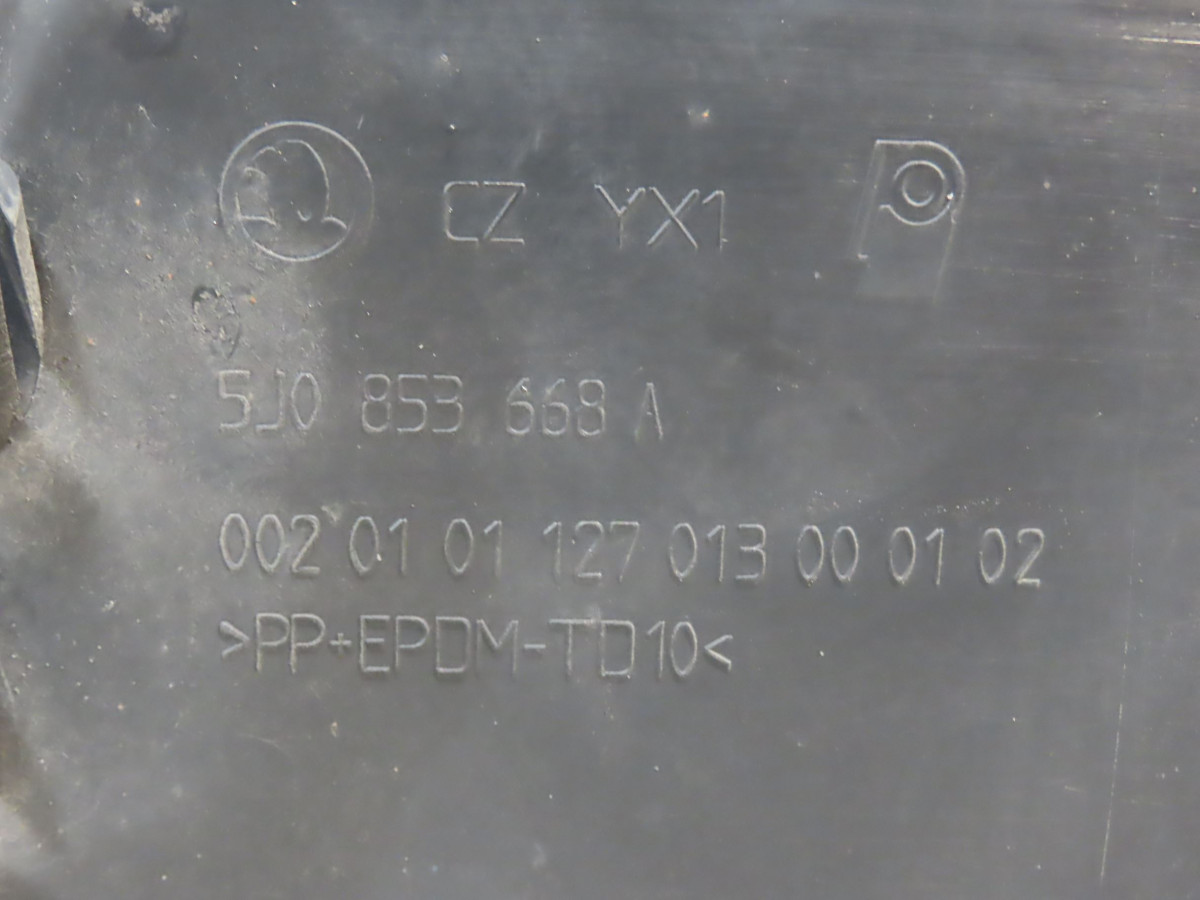 CZ YX1
5J0 853 668 A
002 01 01 127 013 00 01 02
>PP+EPDM-TD10<